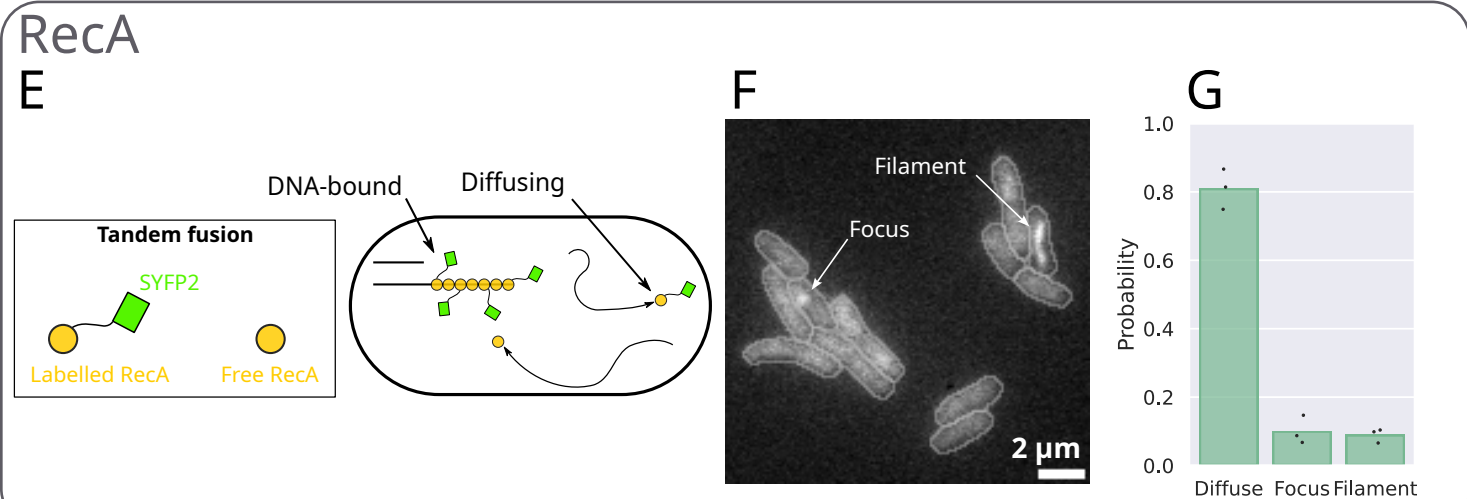 RecA
E
DNA-bound
Diffusing
Tandem fusion
SYFP2
Labelled RecA
Free RecA
F
Filament
Focus
2 µm
G
Probability
1.0
0.8
0.6
0.4
0.2
0.0
Diffuse Focus Filament